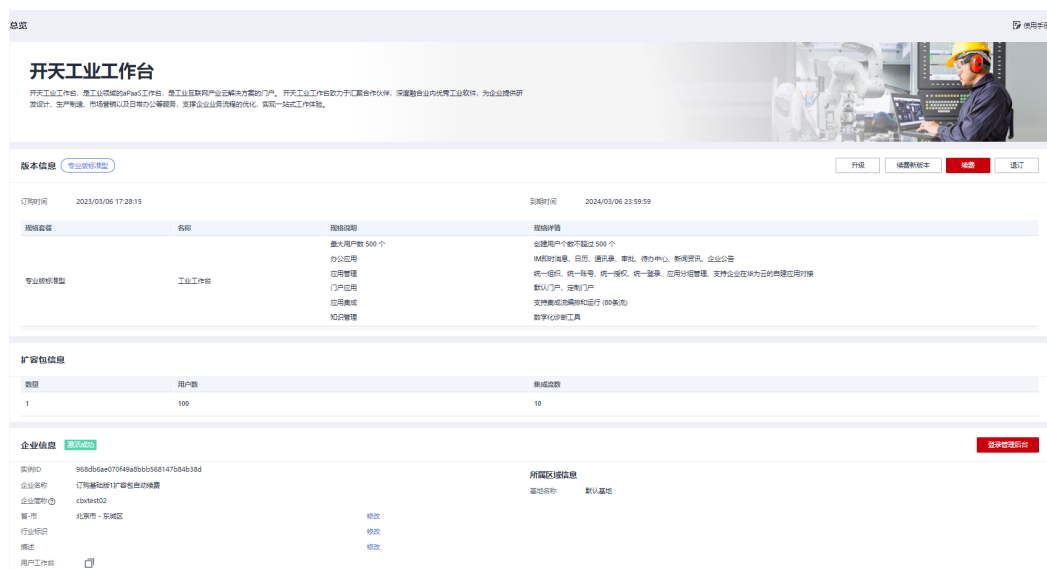 总览
使用手册
开天工业工作台
开天工业工作台，是工业领域的aPaaS工作台，是工业互联网产业云解决方案的门户。 开天工业工作台致力于汇聚合作伙伴，深度融合业内优秀工业软件，为企业提供研
发设计、生产制造、市场营销以及日常办公等服务，支撑企业业务流程的优化，实现一站式工作体验。
版本信息 专业版标准型 升级 续费新版本 续费 退订
订购时间 2023/03/06 17:28:15 到期时间 2024/03/06 23:59:59
规格套餐 名称 规格说明 规格详情
最大用户数 500 个 创建用户个数不超过 500 个
办公应用 IM即时消息、日历、通讯录、审批、待办中心、新闻资讯、企业公告
应用管理 统一组织、统一账号、统一授权、统一登录、应用分组管理、支持企业在华为云的自建应用对接
专业版标准型 工业工作台 门户应用 默认门户、定制门户
应用集成 支持集成流编排和运行 (80条流)
知识管理 数字化诊断工具
扩容包信息
数量 用户数 集成流数
1 100 10
企业信息 激活成功 登录管理后台
实例ID 968db6ae070f49a8bbb568147b84b38d
所属区域信息
企业名称 订购基础版1扩容包自动续费
基地名称 默认基地
企业简称 cbxtest02
省-市 北京市 - 东城区 修改
行业标识 修改
描述 修改
用户工作台